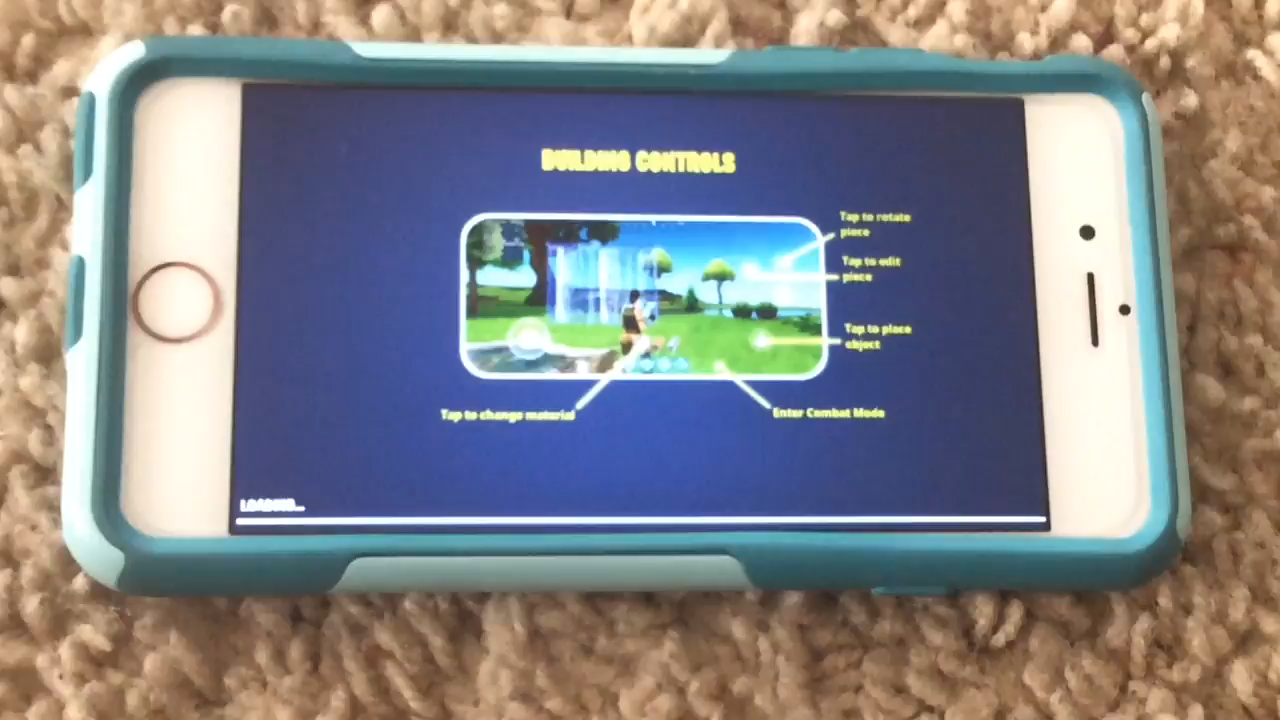 BUILDING CONTROLS
Tap to rotate
piece
Tap to edit
piece
Tap to place
object
Tap to change material
Enter Combat Mode
LOADING...